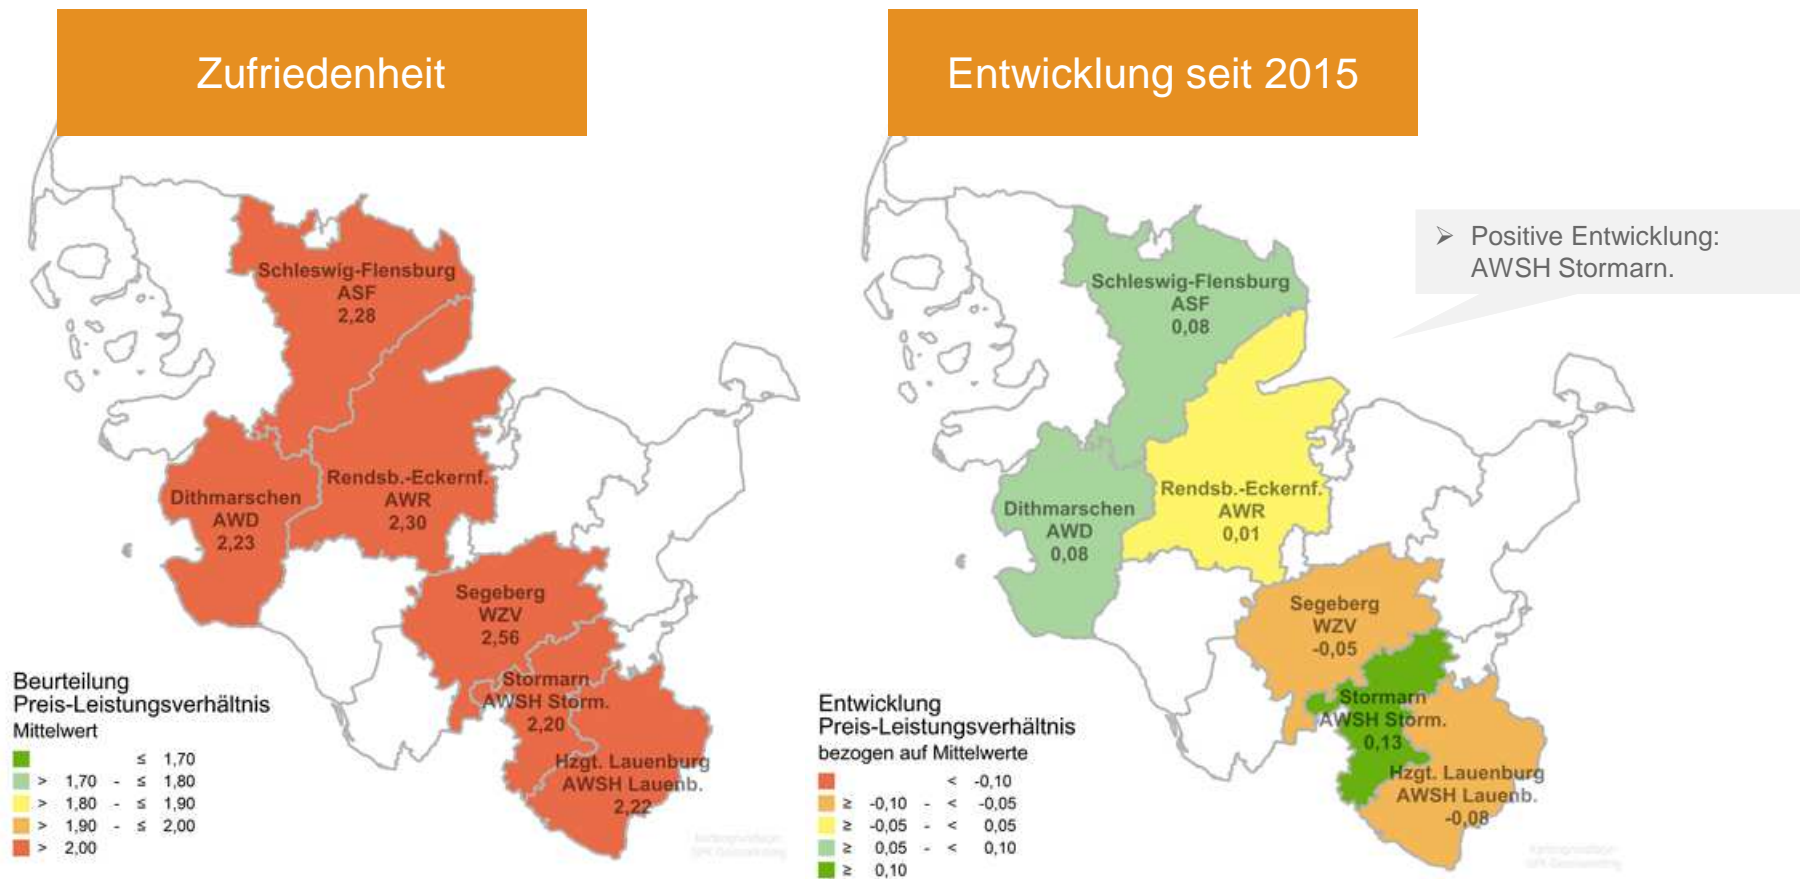 Zufriedenheit
Schleswig-Flensburg
ASF
2,28
Rendsb.-Eckernf.
AWR
2,30
Dithmarschen
AWD
2,23
Segeberg
WZV
2,56
Stormarn
AWSH Storm.
2,20
Hzgt. Lauenburg
AWSH Lauenb.
2,22
Beurteilung
Preis-Leistungsverhältnis
Mittelwert
≤ 1,70
> 1,70 - ≤ 1,80
> 1,80 - ≤ 1,90
> 1,90 - ≤ 2,00
> 2,00
Entwicklung seit 2015
➢ Positive Entwicklung:
AWSH Stormarn.
Schleswig-Flensburg
ASF
0,08
Rendsb.-Eckernf.
AWR
0,01
Dithmarschen
AWD
0,08
Segeberg
WZV
-0,05
Stormarn
AWSH Storm.
0,13
Hzgt. Lauenburg
AWSH Lauenb.
-0,08
Entwicklung
Preis-Leistungsverhältnis
bezogen auf Mittelwerte
< -0,10
≥ -0,10 - < -0,05
≥ -0,05 - < 0,05
≥ 0,05 - < 0,10
≥ 0,10